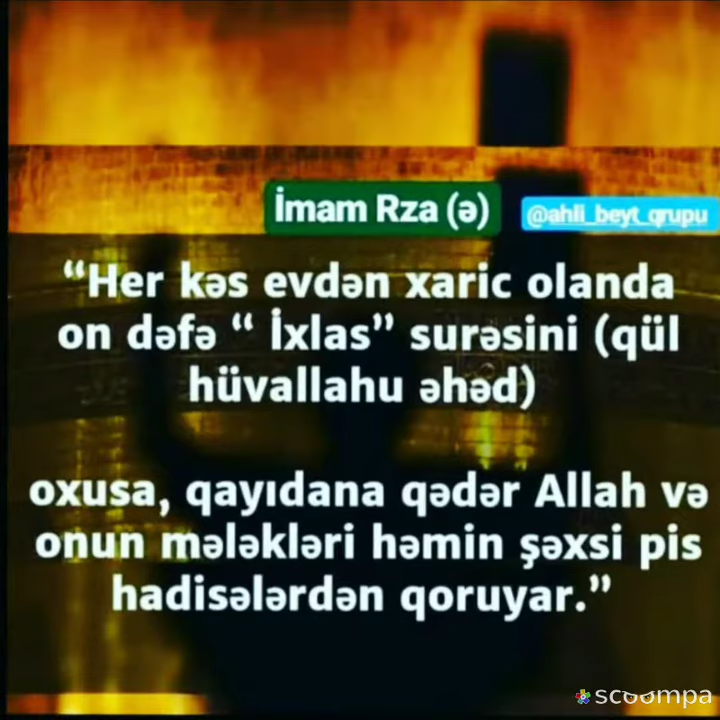 İmam Rza (ə)
@ahli_beyt_qrupu
“Her kəs evdən xaric olanda
on dəfə “ İxlas” surəsini (qül
hüvallahu əhəd)
oxusa, qayıdana qədər Allah və
onun mələkləri həmin şəxsi pis
hadisələrdən qoruyar.”
scoompa